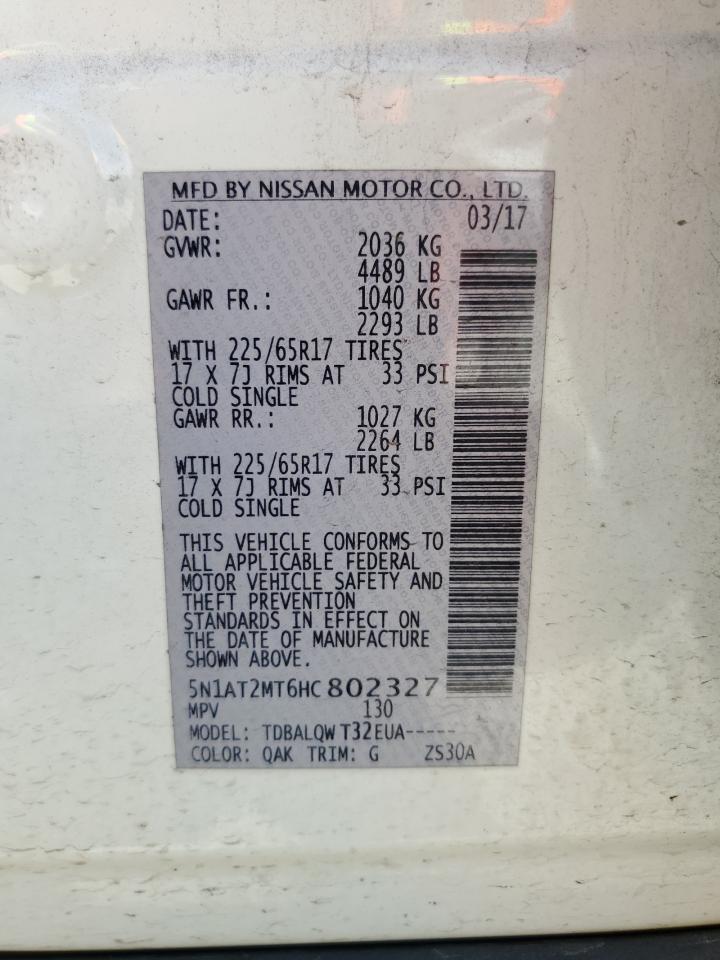 MFD BY NISSAN MOTOR CO., LTD.
DATE: 03/17
GVWR: 2036 KG
4489 LB
GAWR FR.: 1040 KG
2293 LB
WITH 225/65R17 TIRES
17 X 7J RIMS AT 33 PSI
COLD SINGLE
GAWR RR.: 1027 KG
2264 LB
WITH 225/65R17 TIRES
17 X 7J RIMS AT 33 PSI
COLD SINGLE
THIS VEHICLE CONFORMS TO
ALL APPLICABLE FEDERAL
MOTOR VEHICLE SAFETY AND
THEFT PREVENTION
STANDARDS IN EFFECT ON
THE DATE OF MANUFACTURE
SHOWN ABOVE.
5N1AT2MT6HC802327
MPV 130
MODEL: TDBALQW T32EUA-----
COLOR: QAK TRIM: G ZS30A